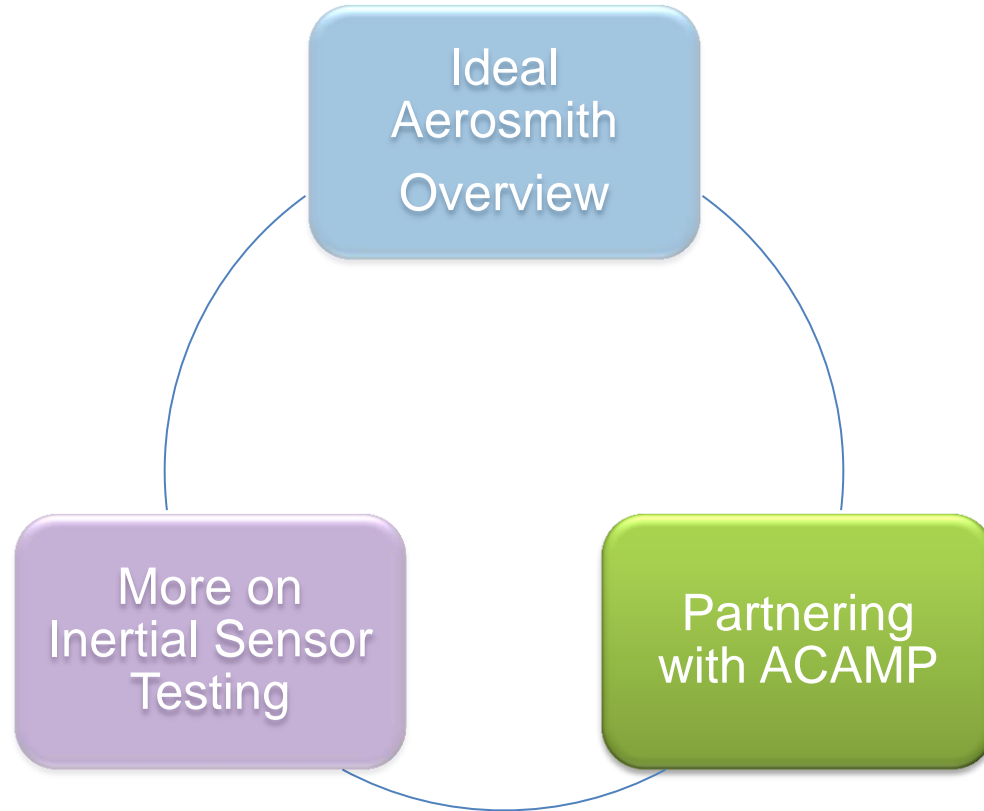 Ideal
Aerosmith
Overview
More on
Inertial Sensor
Testing
Partnering
with ACAMP